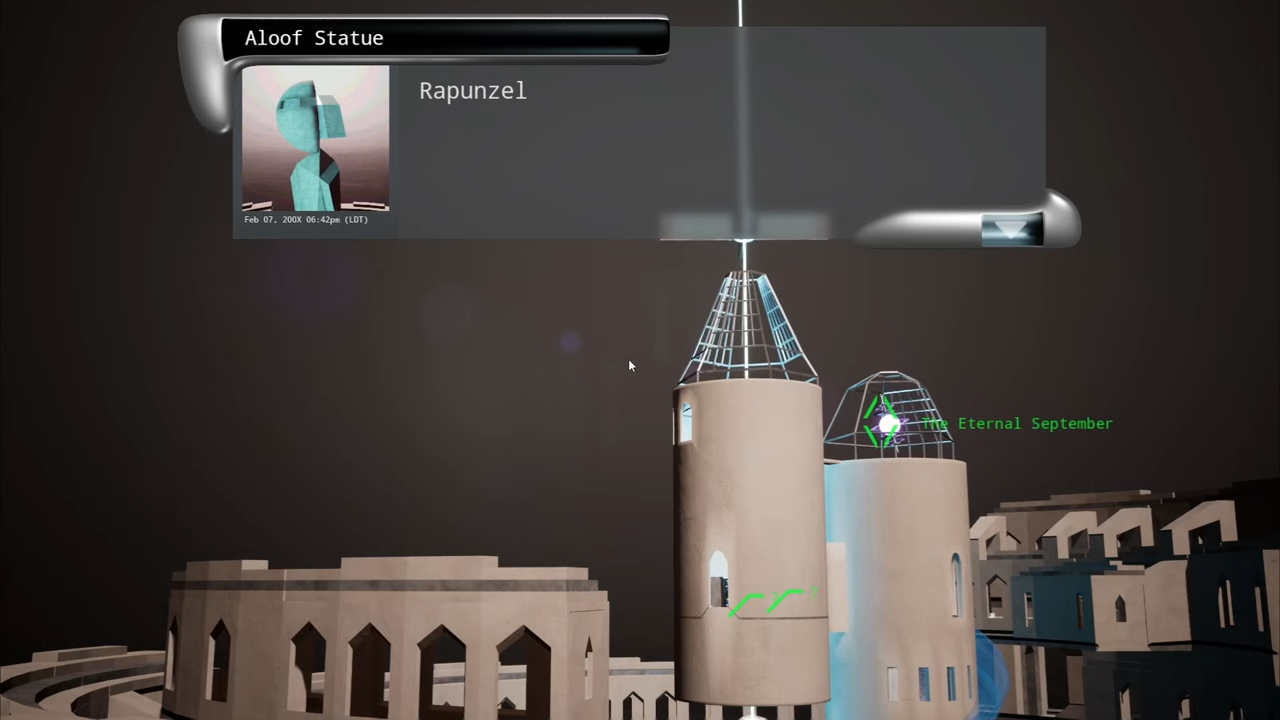 Aloof Statue
Rapunzel
Feb 07, 200X 06:42pm (LDT)
The Eternal September